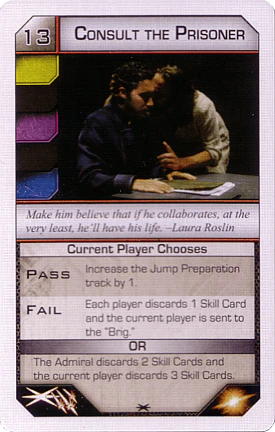 13 CONSULT THE PRISONER
Make him believe that if he collaborates, at the
very least, he'll have his life. –Laura Roslin
Current Player Chooses
PASS Increase the Jump Preparation
track by 1.
FAIL Each player discards 1 Skill Card
and the current player is sent to
the "Brig."
OR
The Admiral discards 2 Skill Cards and
the current player discards 3 Skill Cards.